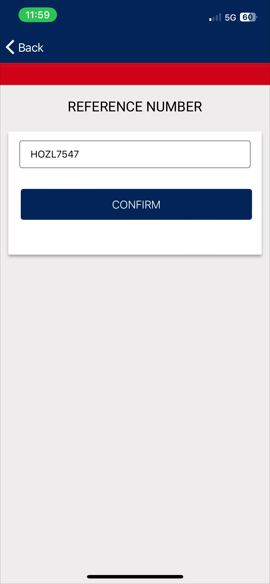 11:59
5G
60
Back
REFERENCE NUMBER
HOZL7547
CONFIRM